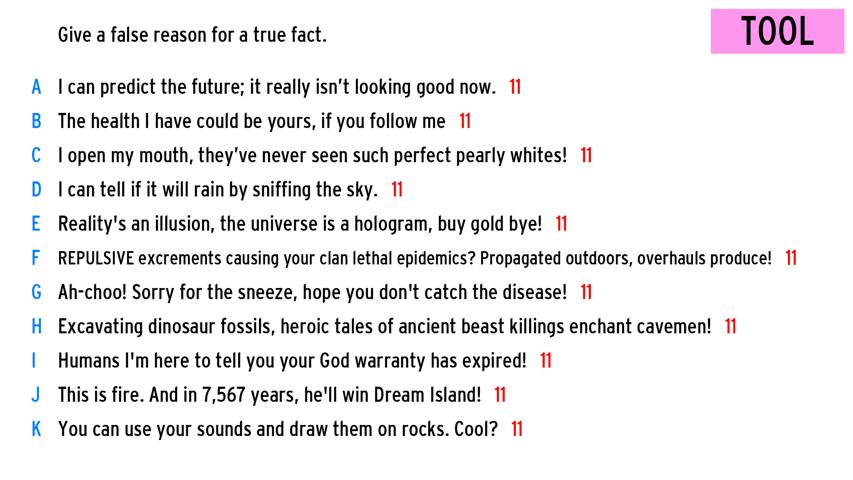 Give a false reason for a true fact.
TOOL
A I can predict the future; it really isn't looking good now. 11
B The health I have could be yours, if you follow me 11
C I open my mouth, they've never seen such perfect pearly whites! 11
D I can tell if it will rain by sniffing the sky. 11
E Reality's an illusion, the universe is a hologram, buy gold bye! 11
F REPULSIVE excrements causing your clan lethal epidemics? Propagated outdoors, overhauls produce! 11
G Ah-choo! Sorry for the sneeze, hope you don't catch the disease! 11
H Excavating dinosaur fossils, heroic tales of ancient beast killings enchant cavemen! 11
I Humans I'm here to tell you your God warranty has expired! 11
J This is fire. And in 7,567 years, he'll win Dream Island! 11
K You can use your sounds and draw them on rocks. Cool? 11